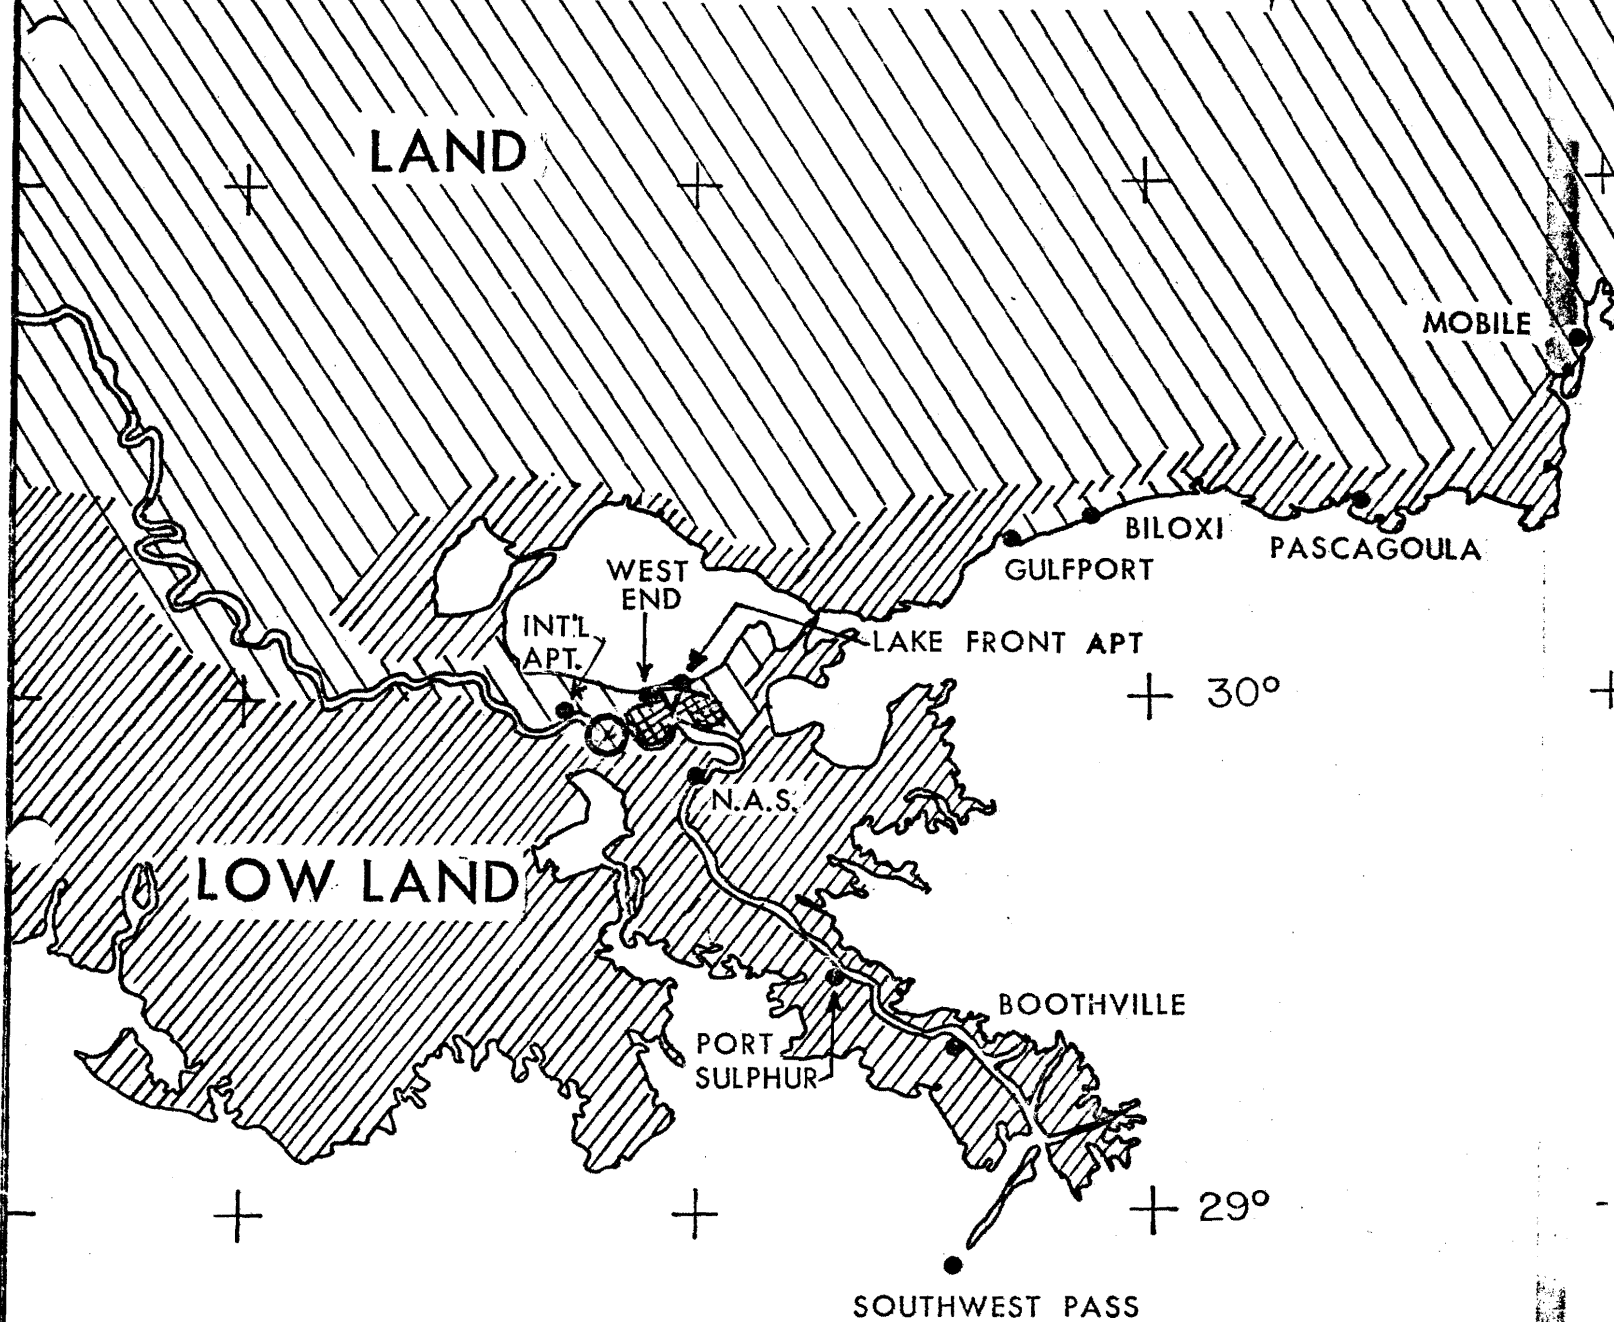 LAND
MOBILE
BILOXI
PASCAGOULA
GULFPORT
WEST
END
INT'L
APT.
LAKE FRONT APT
30°
N.A.S.
LOW LAND
BOOTHVILLE
PORT
SULPHUR
29°
SOUTHWEST PASS